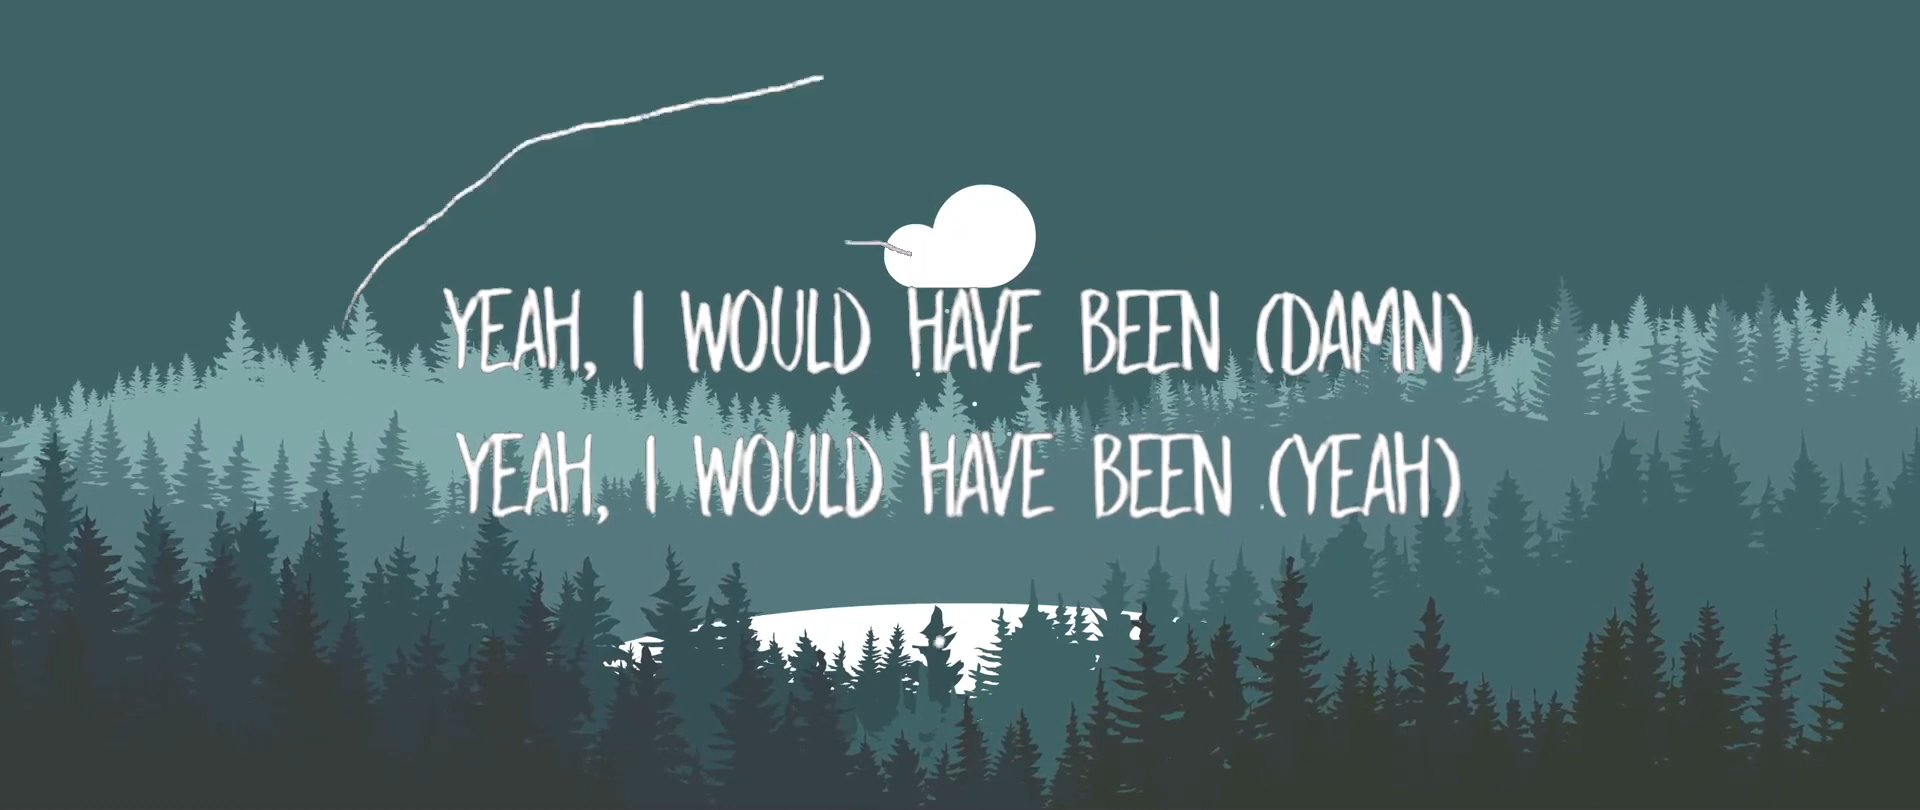 YEAH, I WOULD HAVE BEEN (DAMN)
YEAH, I WOULD HAVE BEEN (YEAH)